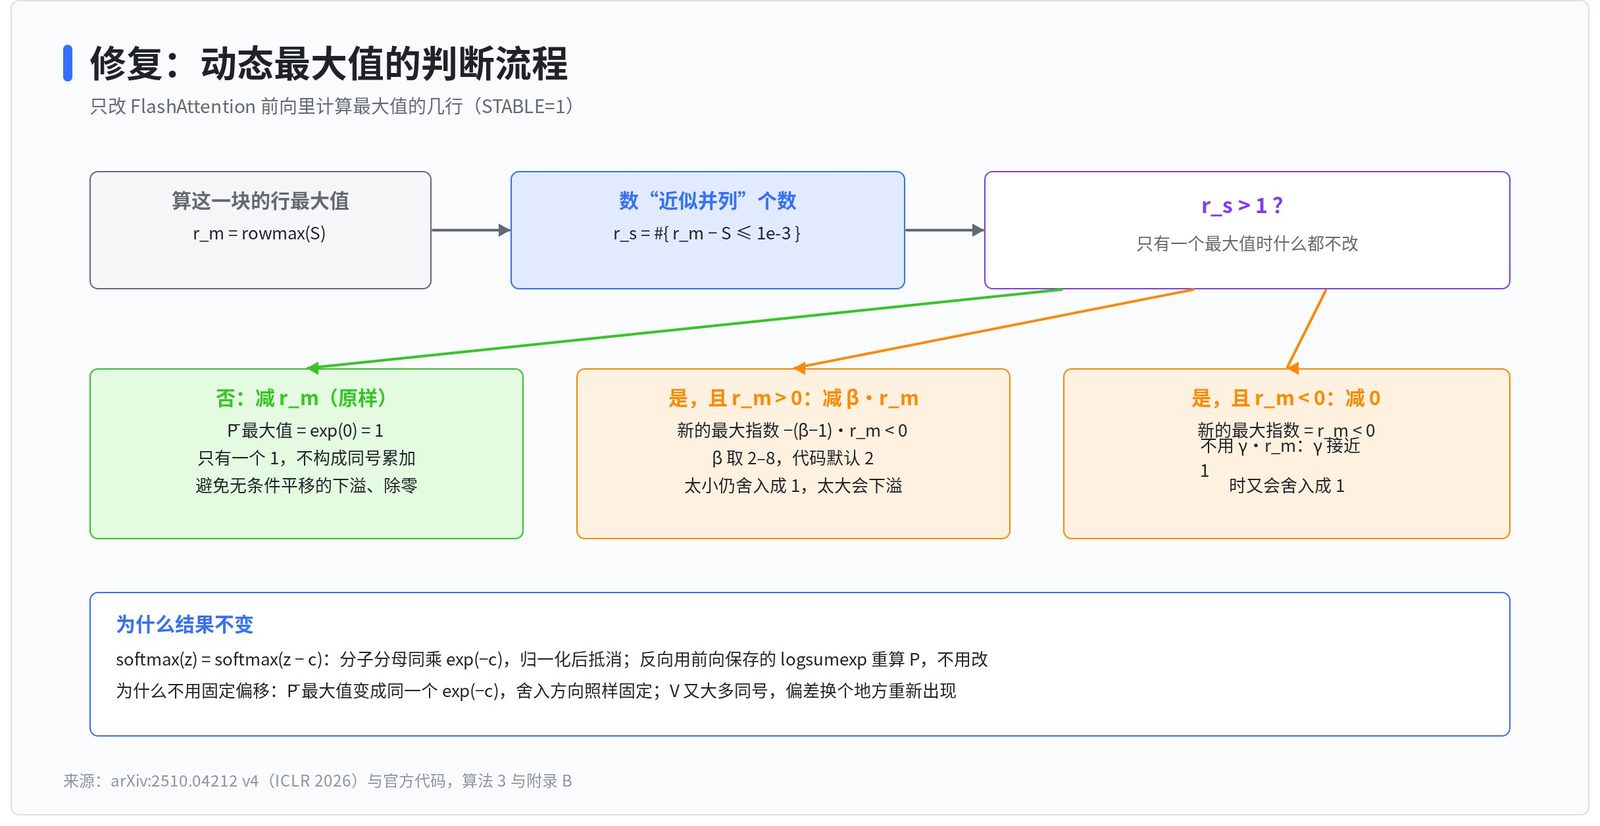 修复：动态最大值的判断流程
只改 FlashAttention 前向里计算最大值的几行（STABLE=1）
算这一块的行最大值
r_m = rowmax(S)
数“近似并列”个数
r_s = #{ r_m − S ≤ 1e-3 }
r_s > 1？
只有一个最大值时什么都不改
否：减 r_m（原样）
P̄ 最大值 = exp(0) = 1
只有一个 1，不构成同号累加
避免无条件平移的下溢、除零
是，且 r_m > 0：减 β · r_m
新的最大指数 −(β−1) · r_m < 0
β 取 2–8，代码默认 2
太小仍舍入成 1，太大会下溢
是，且 r_m < 0：减 0
新的最大指数 = r_m < 0
不用 γ · r_m：γ 接近
1
时又会舍入成 1
为什么结果不变
softmax(z) = softmax(z − c)：分子分母同乘 exp(−c)，归一化后抵消；反向用前向保存的 logsumexp 重算 P，不用改
为什么不用固定偏移：P̄ 最大值变成同一个 exp(−c)，舍入方向照样固定；V 又大多同号，偏差换个地方重新出现
来源：arXiv:2510.04212 v4（ICLR 2026）与官方代码，算法 3 与附录 B